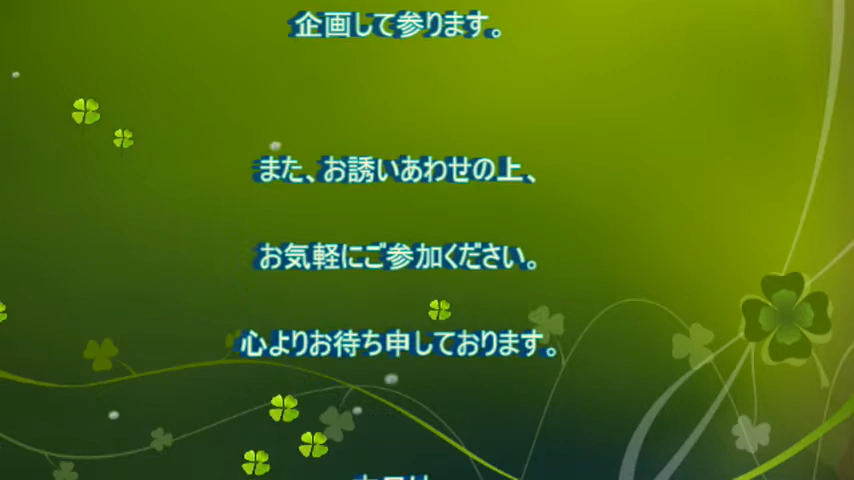 企画して参ります。
また、お誘いあわせの上、
お気軽にご参加ください。
心よりお待ち申しております。